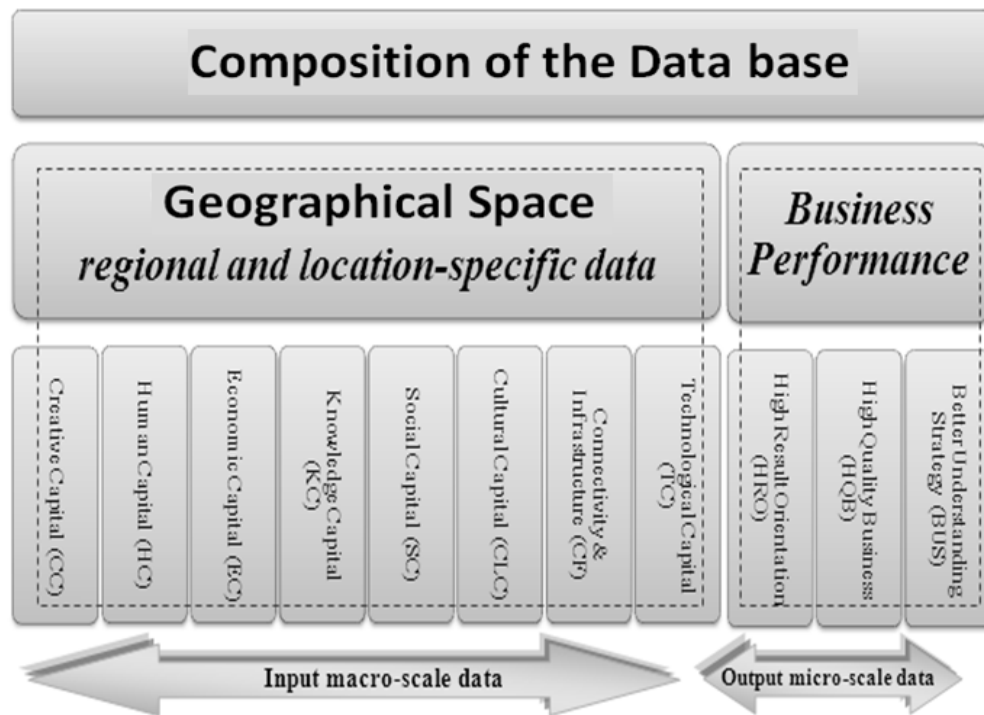 Composition of the Data base
Geographical Space
regional and location-specific data
Business
Performance
Creative Capital (CC)
Human Capital (HC)
Economic Capital (EC)
Knowledge Capital
(KC)
Social Capital (SC)
Cultural Capital (CLC)
Connectivity &
Infrastructure (CF)
Technological Capital
(TC)
High Result Orientation
(HRO)
High Quality Business
(HQB)
Better Understanding
Strategy (BUS)
Input macro-scale data
Output micro-scale data